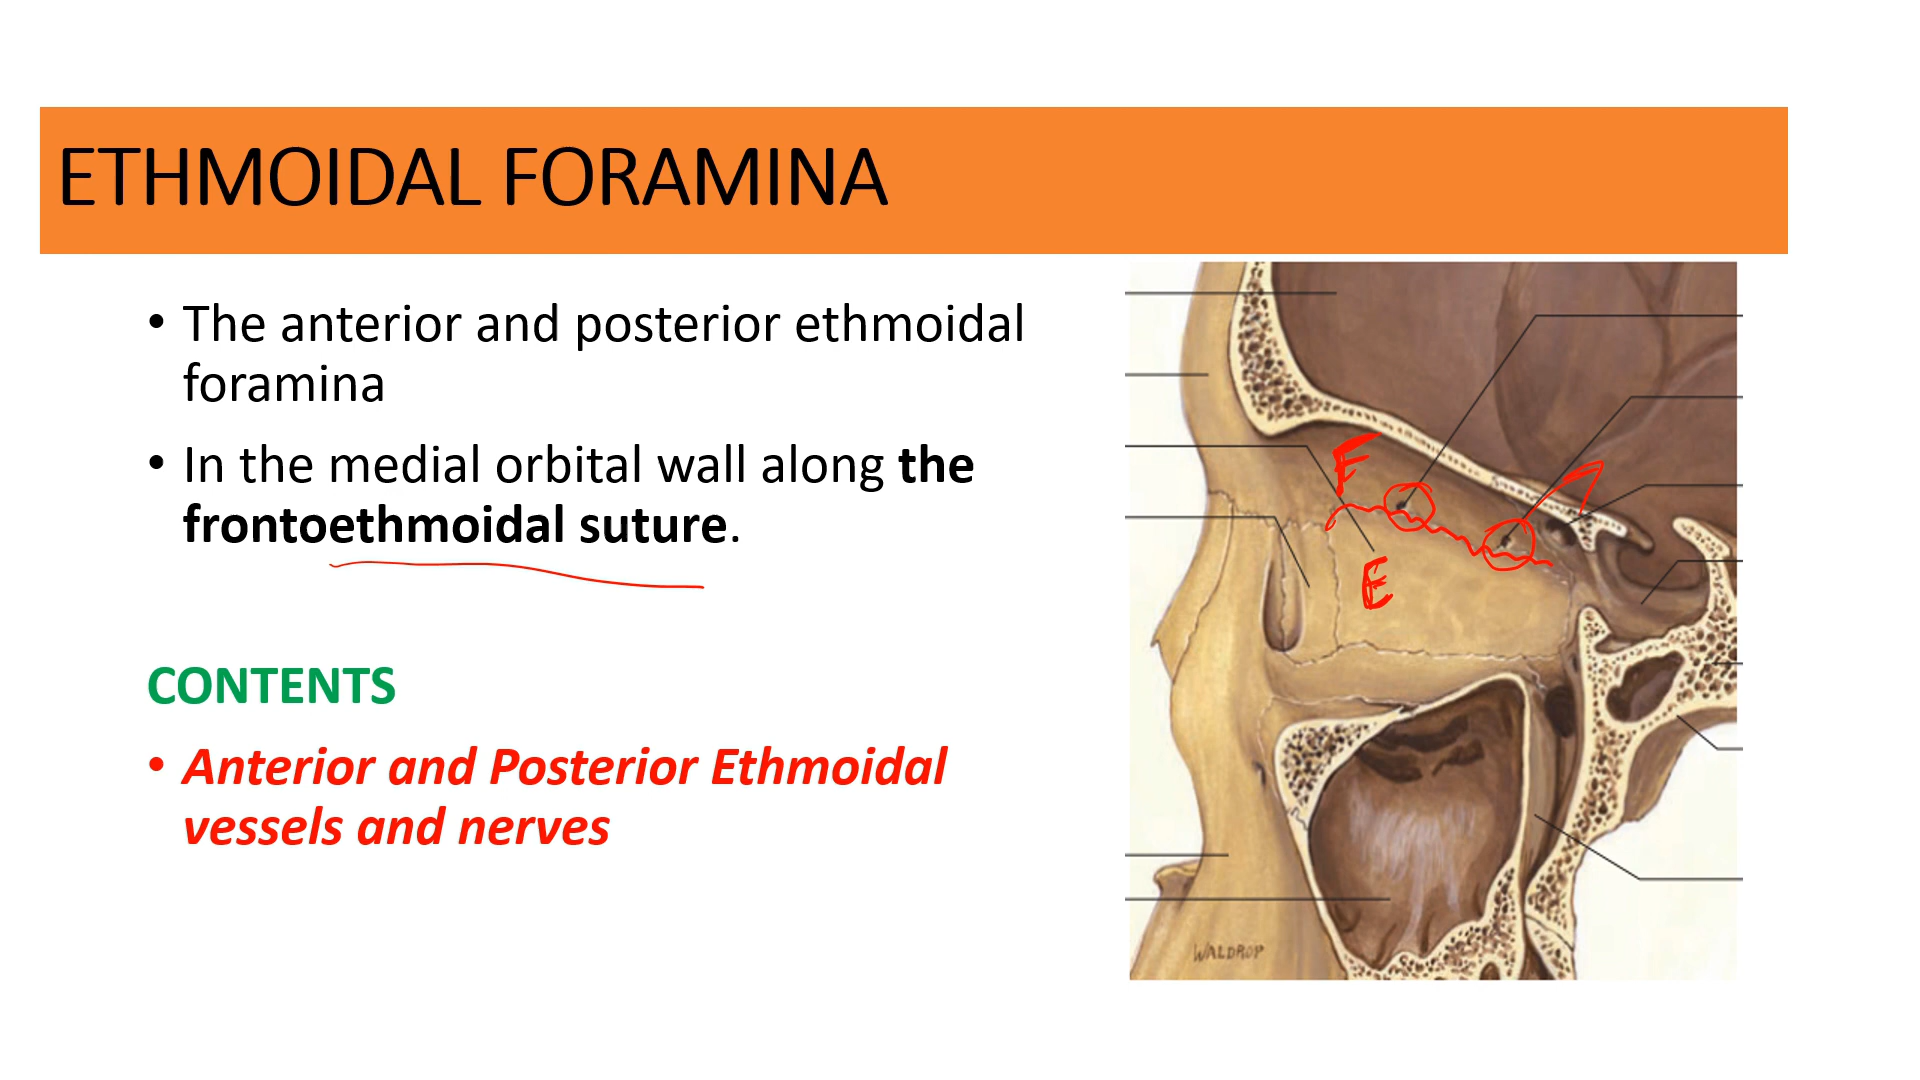 ETHMOIDAL FORAMINA
• The anterior and posterior ethmoidal
foramina
• In the medial orbital wall along the
frontoethmoidal suture.
CONTENTS
• Anterior and Posterior Ethmoidal
vessels and nerves
F
E
WALDROP